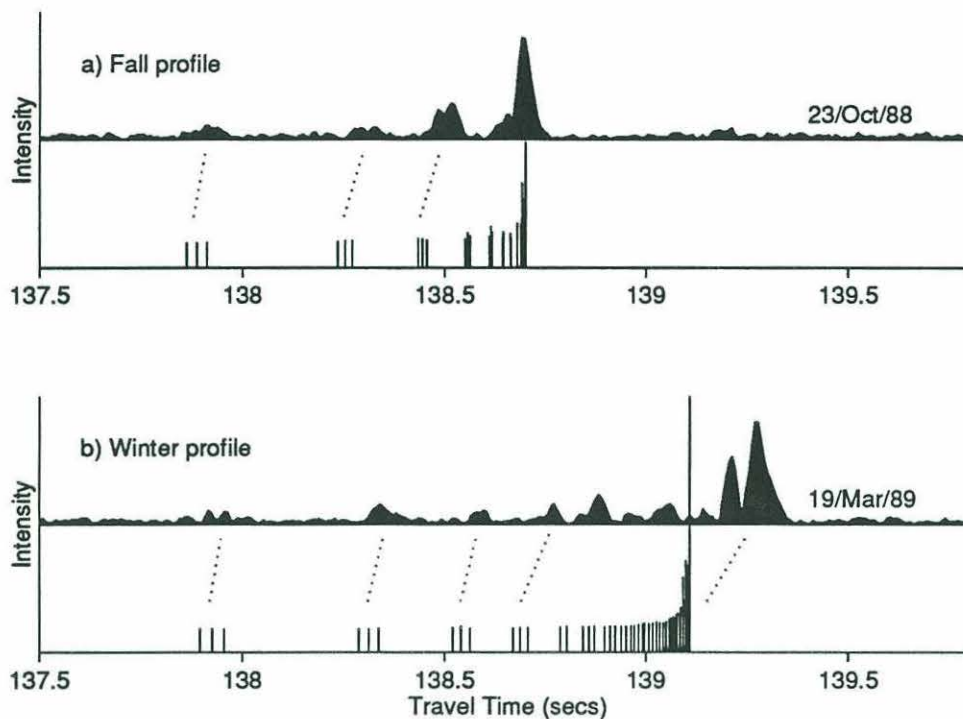 a) Fall profile
23/Oct/88
Intensity
137.5 138 138.5 139 139.5
b) Winter profile
19/Mar/89
Intensity
137.5 138 138.5 139 139.5
Travel Time (secs)